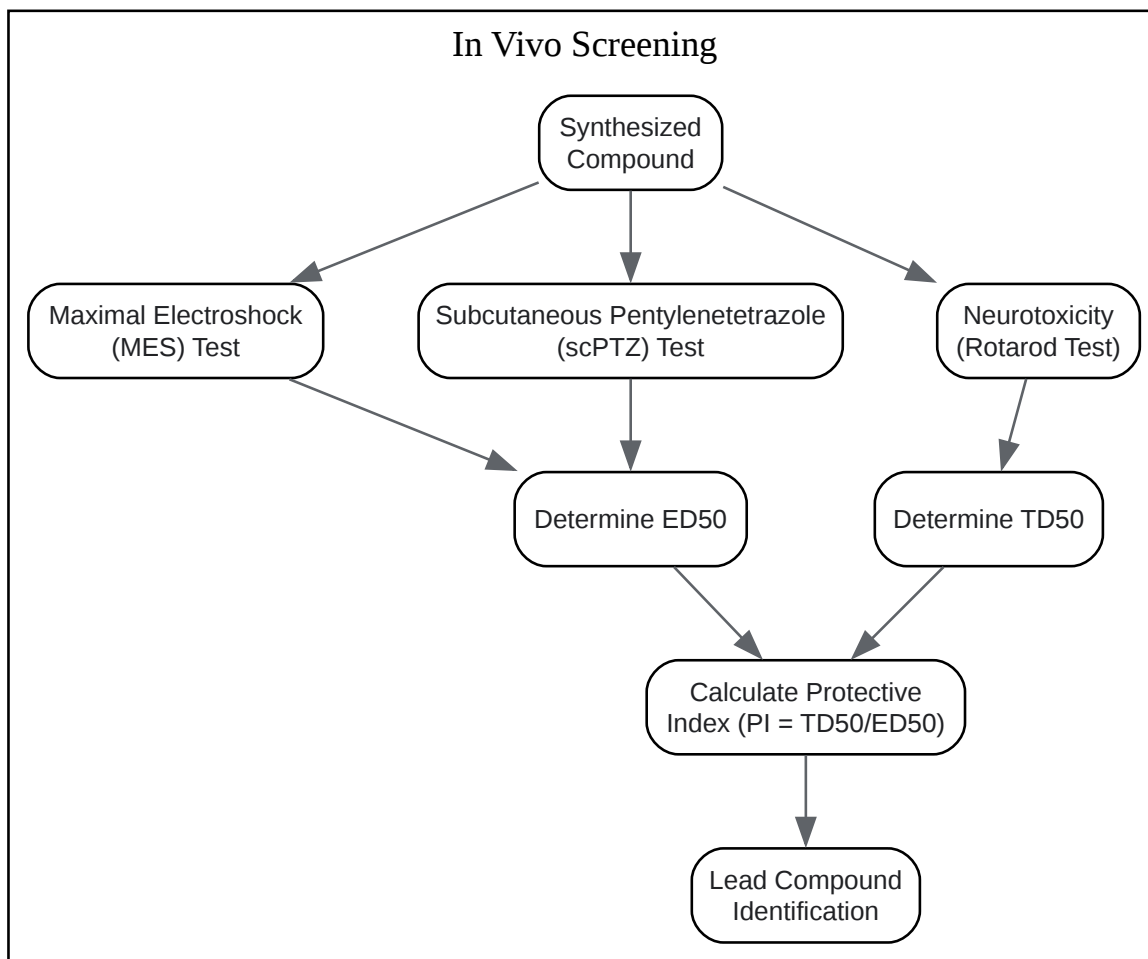 In Vivo Screening
Synthesized
Compound
Maximal Electroshock
(MES) Test
Subcutaneous Pentylenetetrazole
(scPTZ) Test
Neurotoxicity
(Rotarod Test)
Determine ED50
Determine TD50
Calculate Protective
Index (PI = TD50/ED50)
Lead Compound
Identification